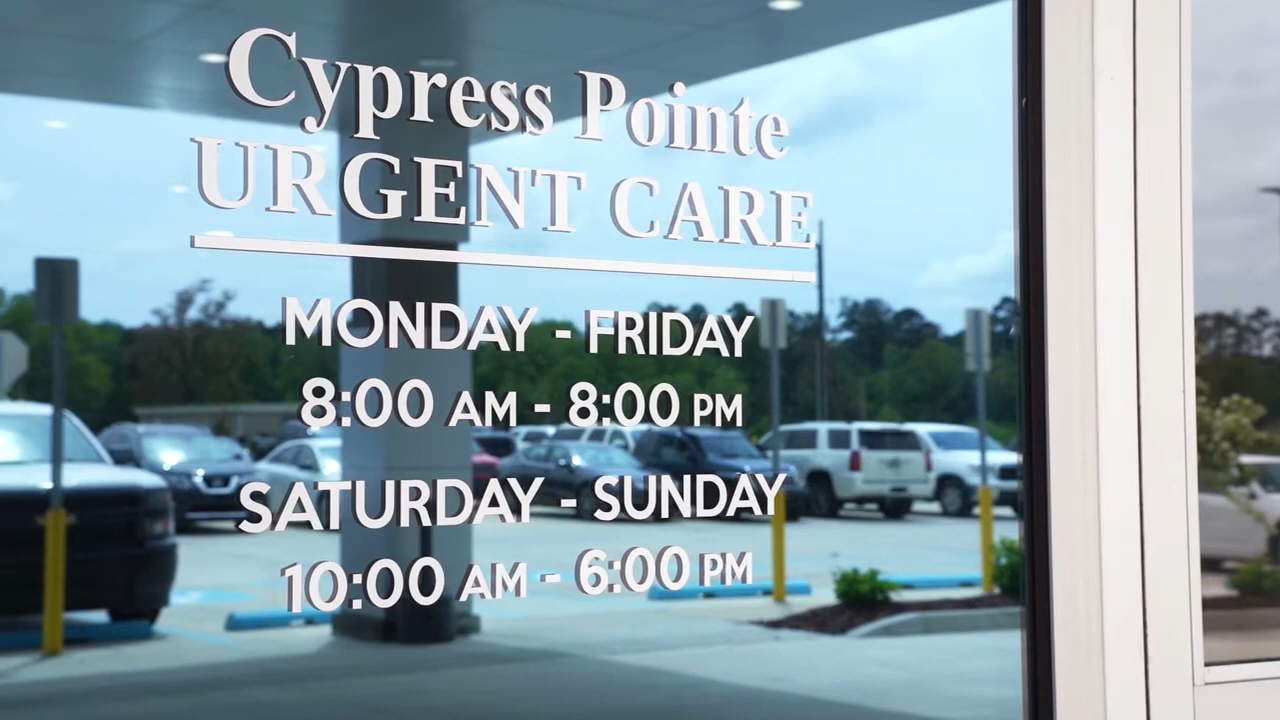 Cypress Pointe
URGENT CARE
MONDAY - FRIDAY
8:00 AM - 8:00 PM
SATURDAY - SUNDAY
10:00 AM - 6:00 PM